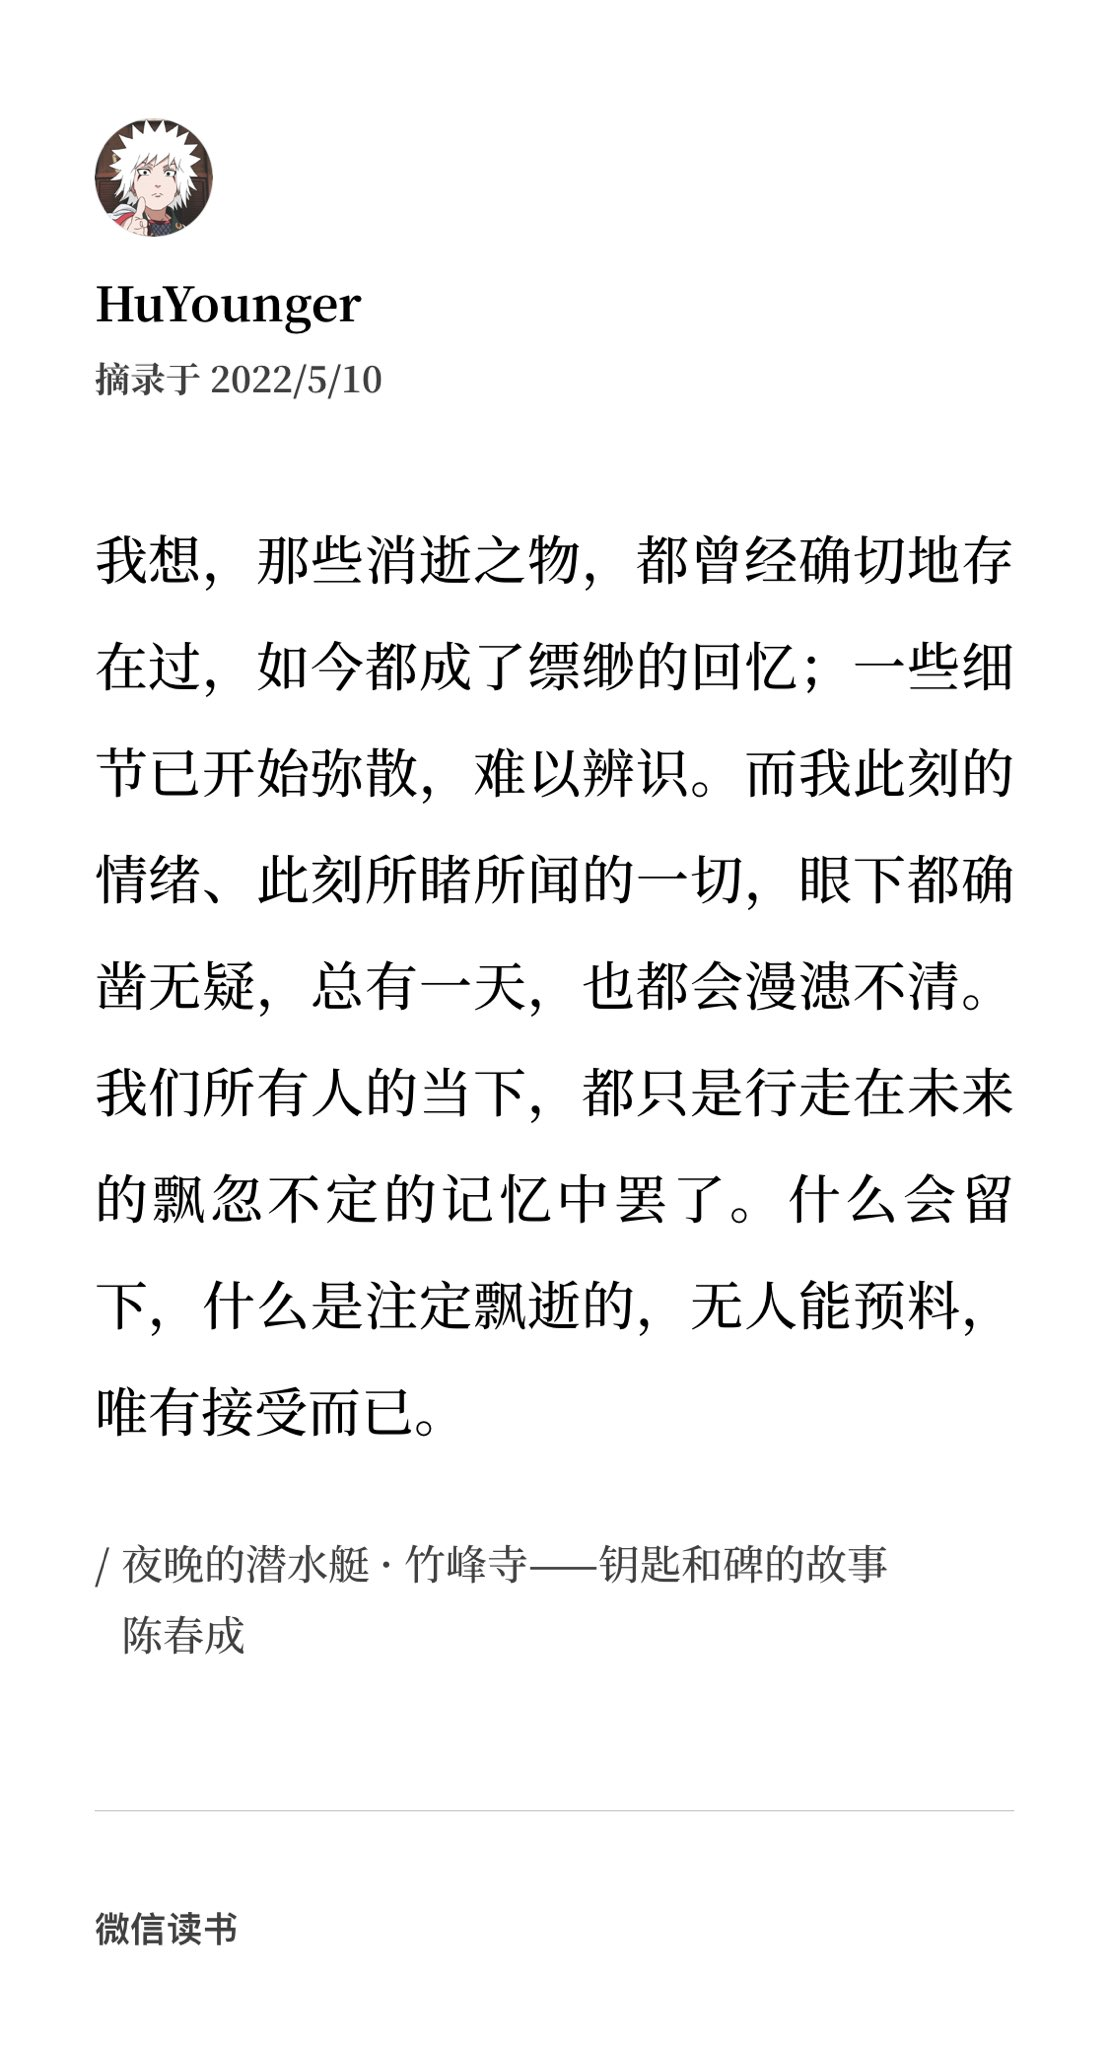 HuYounger
摘录于 2022/5/10
我想，那些消逝之物，都曾经确切地存
在过，如今都成了缥缈的回忆；一些细
节已开始弥散，难以辨识。而我此刻的
情绪、此刻所睹所闻的一切，眼下都确
凿无疑，总有一天，也都会漫漶不清。
我们所有人的当下，都只是行走在未来
的飘忽不定的记忆中罢了。什么会留
下，什么是注定飘逝的，无人能预料，
唯有接受而已。
/ 夜晚的潜水艇 · 竹峰寺——钥匙和碑的故事
陈春成
微信读书